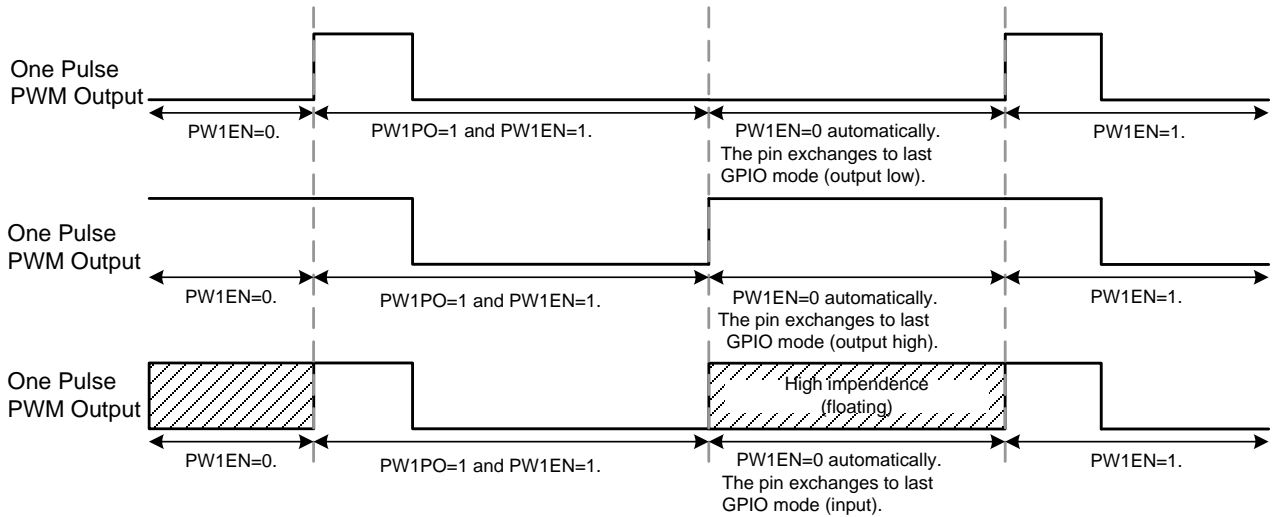 One Pulse
PWM Output
PW1EN=0.
PW1PO=1 and PW1EN=1.
PW1EN=0 automatically.
The pin exchanges to last
GPIO mode (output low).
PW1EN=1.
One Pulse
PWM Output
PW1EN=0.
PW1PO=1 and PW1EN=1.
PW1EN=0 automatically.
The pin exchanges to last
GPIO mode (output high).
PW1EN=1.
One Pulse
PWM Output
High impendence
(floating)
PW1EN=0.
PW1PO=1 and PW1EN=1.
PW1EN=0 automatically.
The pin exchanges to last
GPIO mode (input).
PW1EN=1.